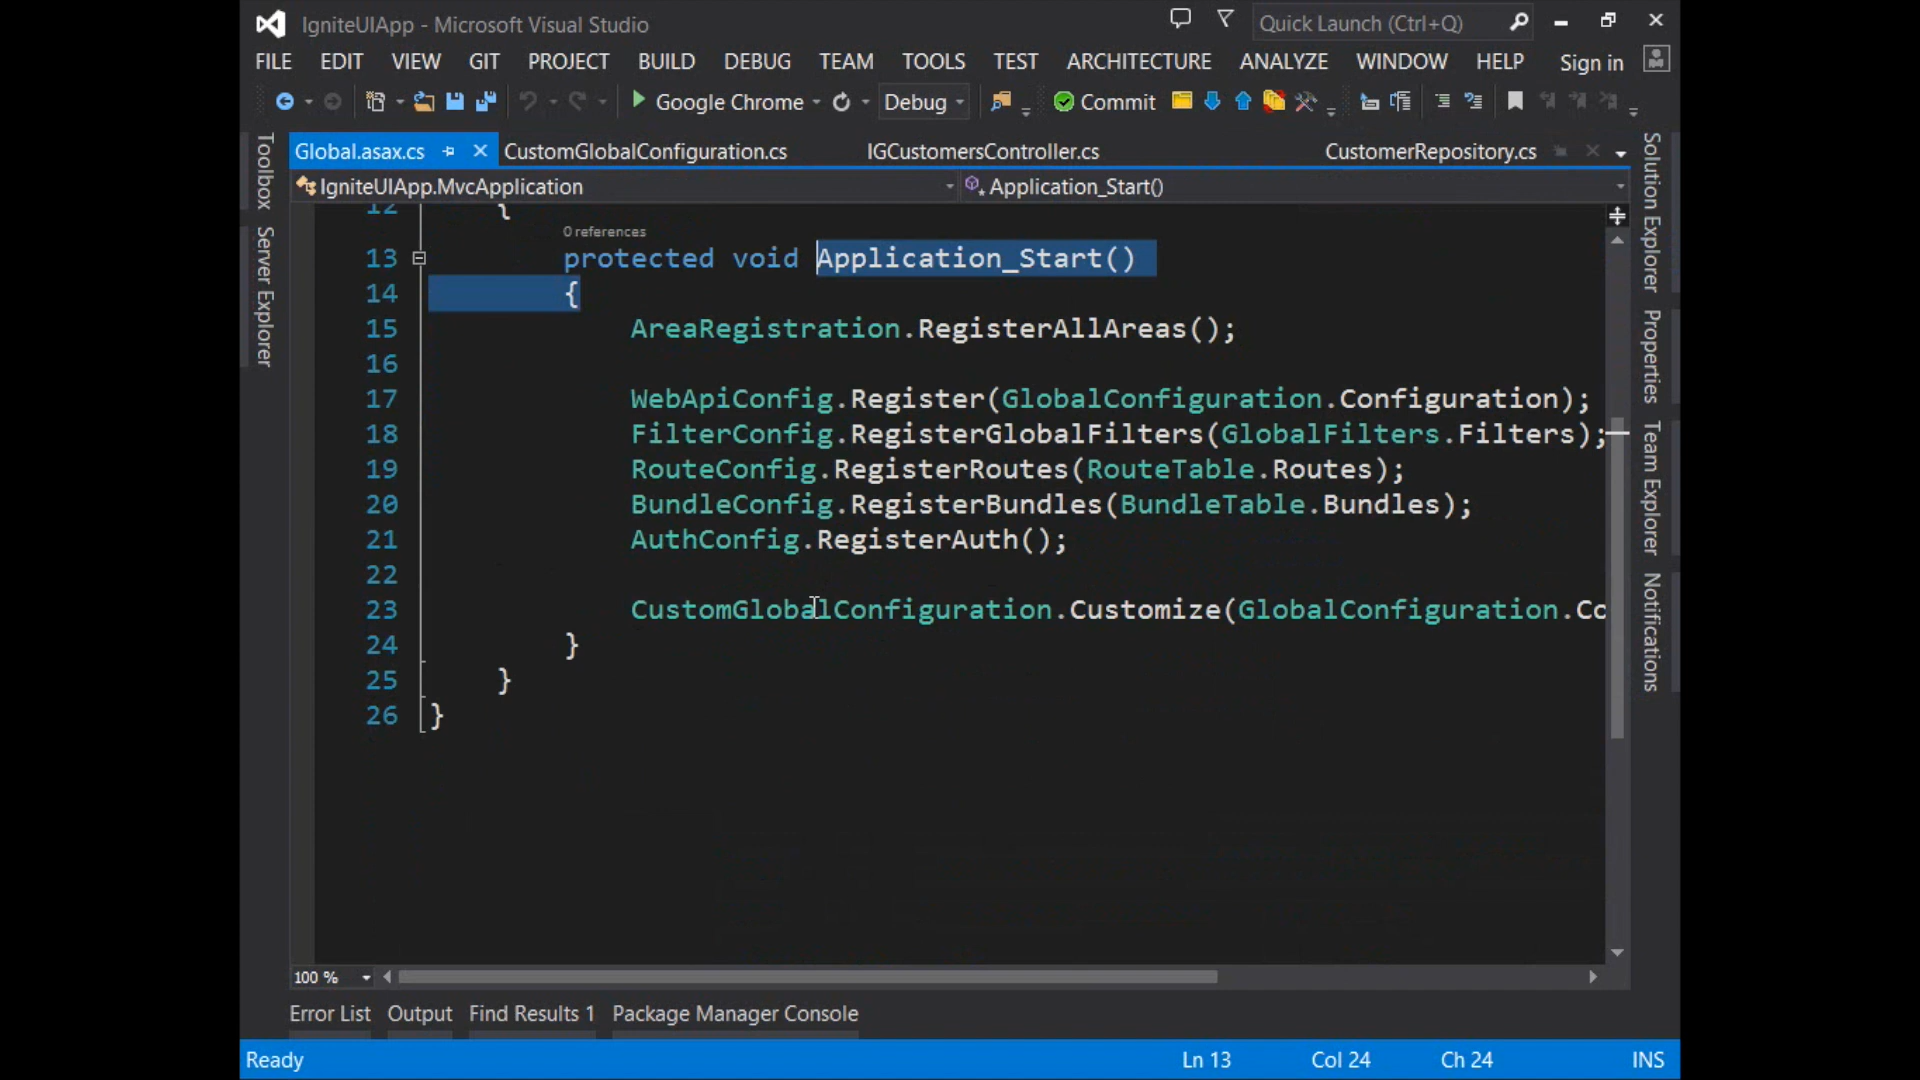 IgniteUIApp - Microsoft Visual Studio
Quick Launch (Ctrl+Q)
FILE EDIT VIEW GIT PROJECT BUILD DEBUG TEAM TOOLS TEST ARCHITECTURE ANALYZE WINDOW HELP Sign in
Google Chrome Debug Commit
Toolbox
Server Explorer
Global.asax.cs CustomGlobalConfiguration.cs IGCustomersController.cs CustomerRepository.cs
IgniteUIApp.MvcApplication Application_Start()
12 {
0 references
13 protected void Application_Start()
14 {
15 AreaRegistration.RegisterAllAreas();
16
17 WebApiConfig.Register(GlobalConfiguration.Configuration);
18 FilterConfig.RegisterGlobalFilters(GlobalFilters.Filters);
19 RouteConfig.RegisterRoutes(RouteTable.Routes);
20 BundleConfig.RegisterBundles(BundleTable.Bundles);
21 AuthConfig.RegisterAuth();
22
23 CustomGlobalConfiguration.Customize(GlobalConfiguration.Co
24 }
25 }
26 }
Solution Explorer
Properties
Team Explorer
Notifications
100 %
Error List Output Find Results 1 Package Manager Console
Ready Ln 13 Col 24 Ch 24 INS